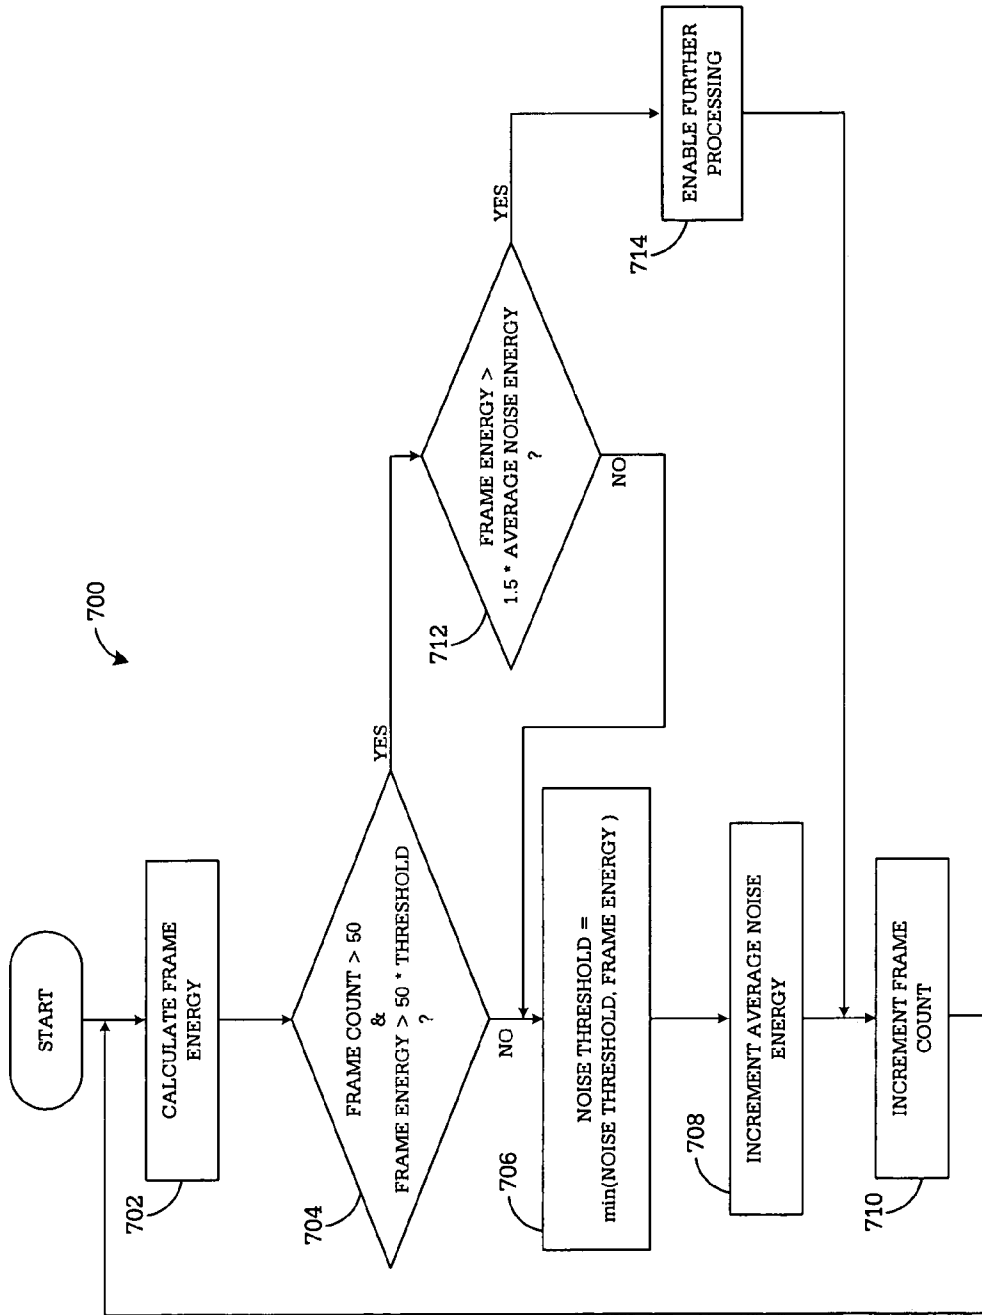 700
START
CALCULATE FRAME
ENERGY
702
FRAME COUNT > 50
&
FRAME ENERGY > 50 * THRESHOLD
?
704
YES
NO
FRAME ENERGY >
1.5 * AVERAGE NOISE ENERGY
?
712
YES
NO
ENABLE FURTHER
PROCESSING
714
NOISE THRESHOLD =
min(NOISE THRESHOLD, FRAME ENERGY )
706
INCREMENT AVERAGE NOISE
ENERGY
708
INCREMENT FRAME
COUNT
710